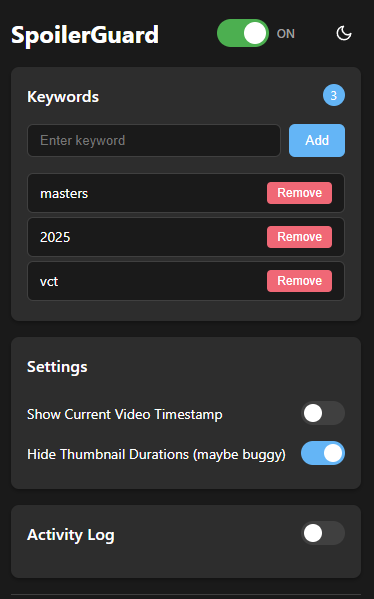 SpoilerGuard ON
Keywords 3
Enter keyword Add
masters Remove
2025 Remove
vct Remove
Settings
Show Current Video Timestamp
Hide Thumbnail Durations (maybe buggy)
Activity Log